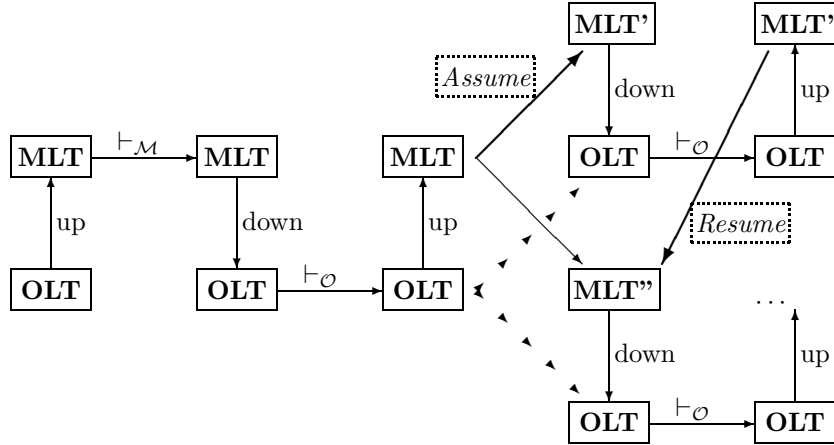 MLT' MLT'
Assume down up
MLT ⊢ℳ MLT MLT OLT ⊢𝒪 OLT
up down up Resume
OLT OLT ⊢𝒪 OLT MLT" ...
down up
OLT ⊢𝒪 OLT